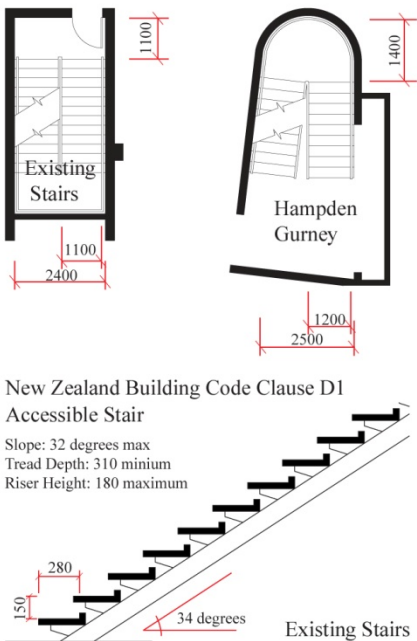 1100
1400
Existing
Stairs
Hampden
Gurney
1100
2400
1200
2500
New Zealand Building Code Clause D1
Accessible Stair
Slope: 32 degrees max
Tread Depth: 310 minium
Riser Height: 180 maximum
280
150
34 degrees
Existing Stairs